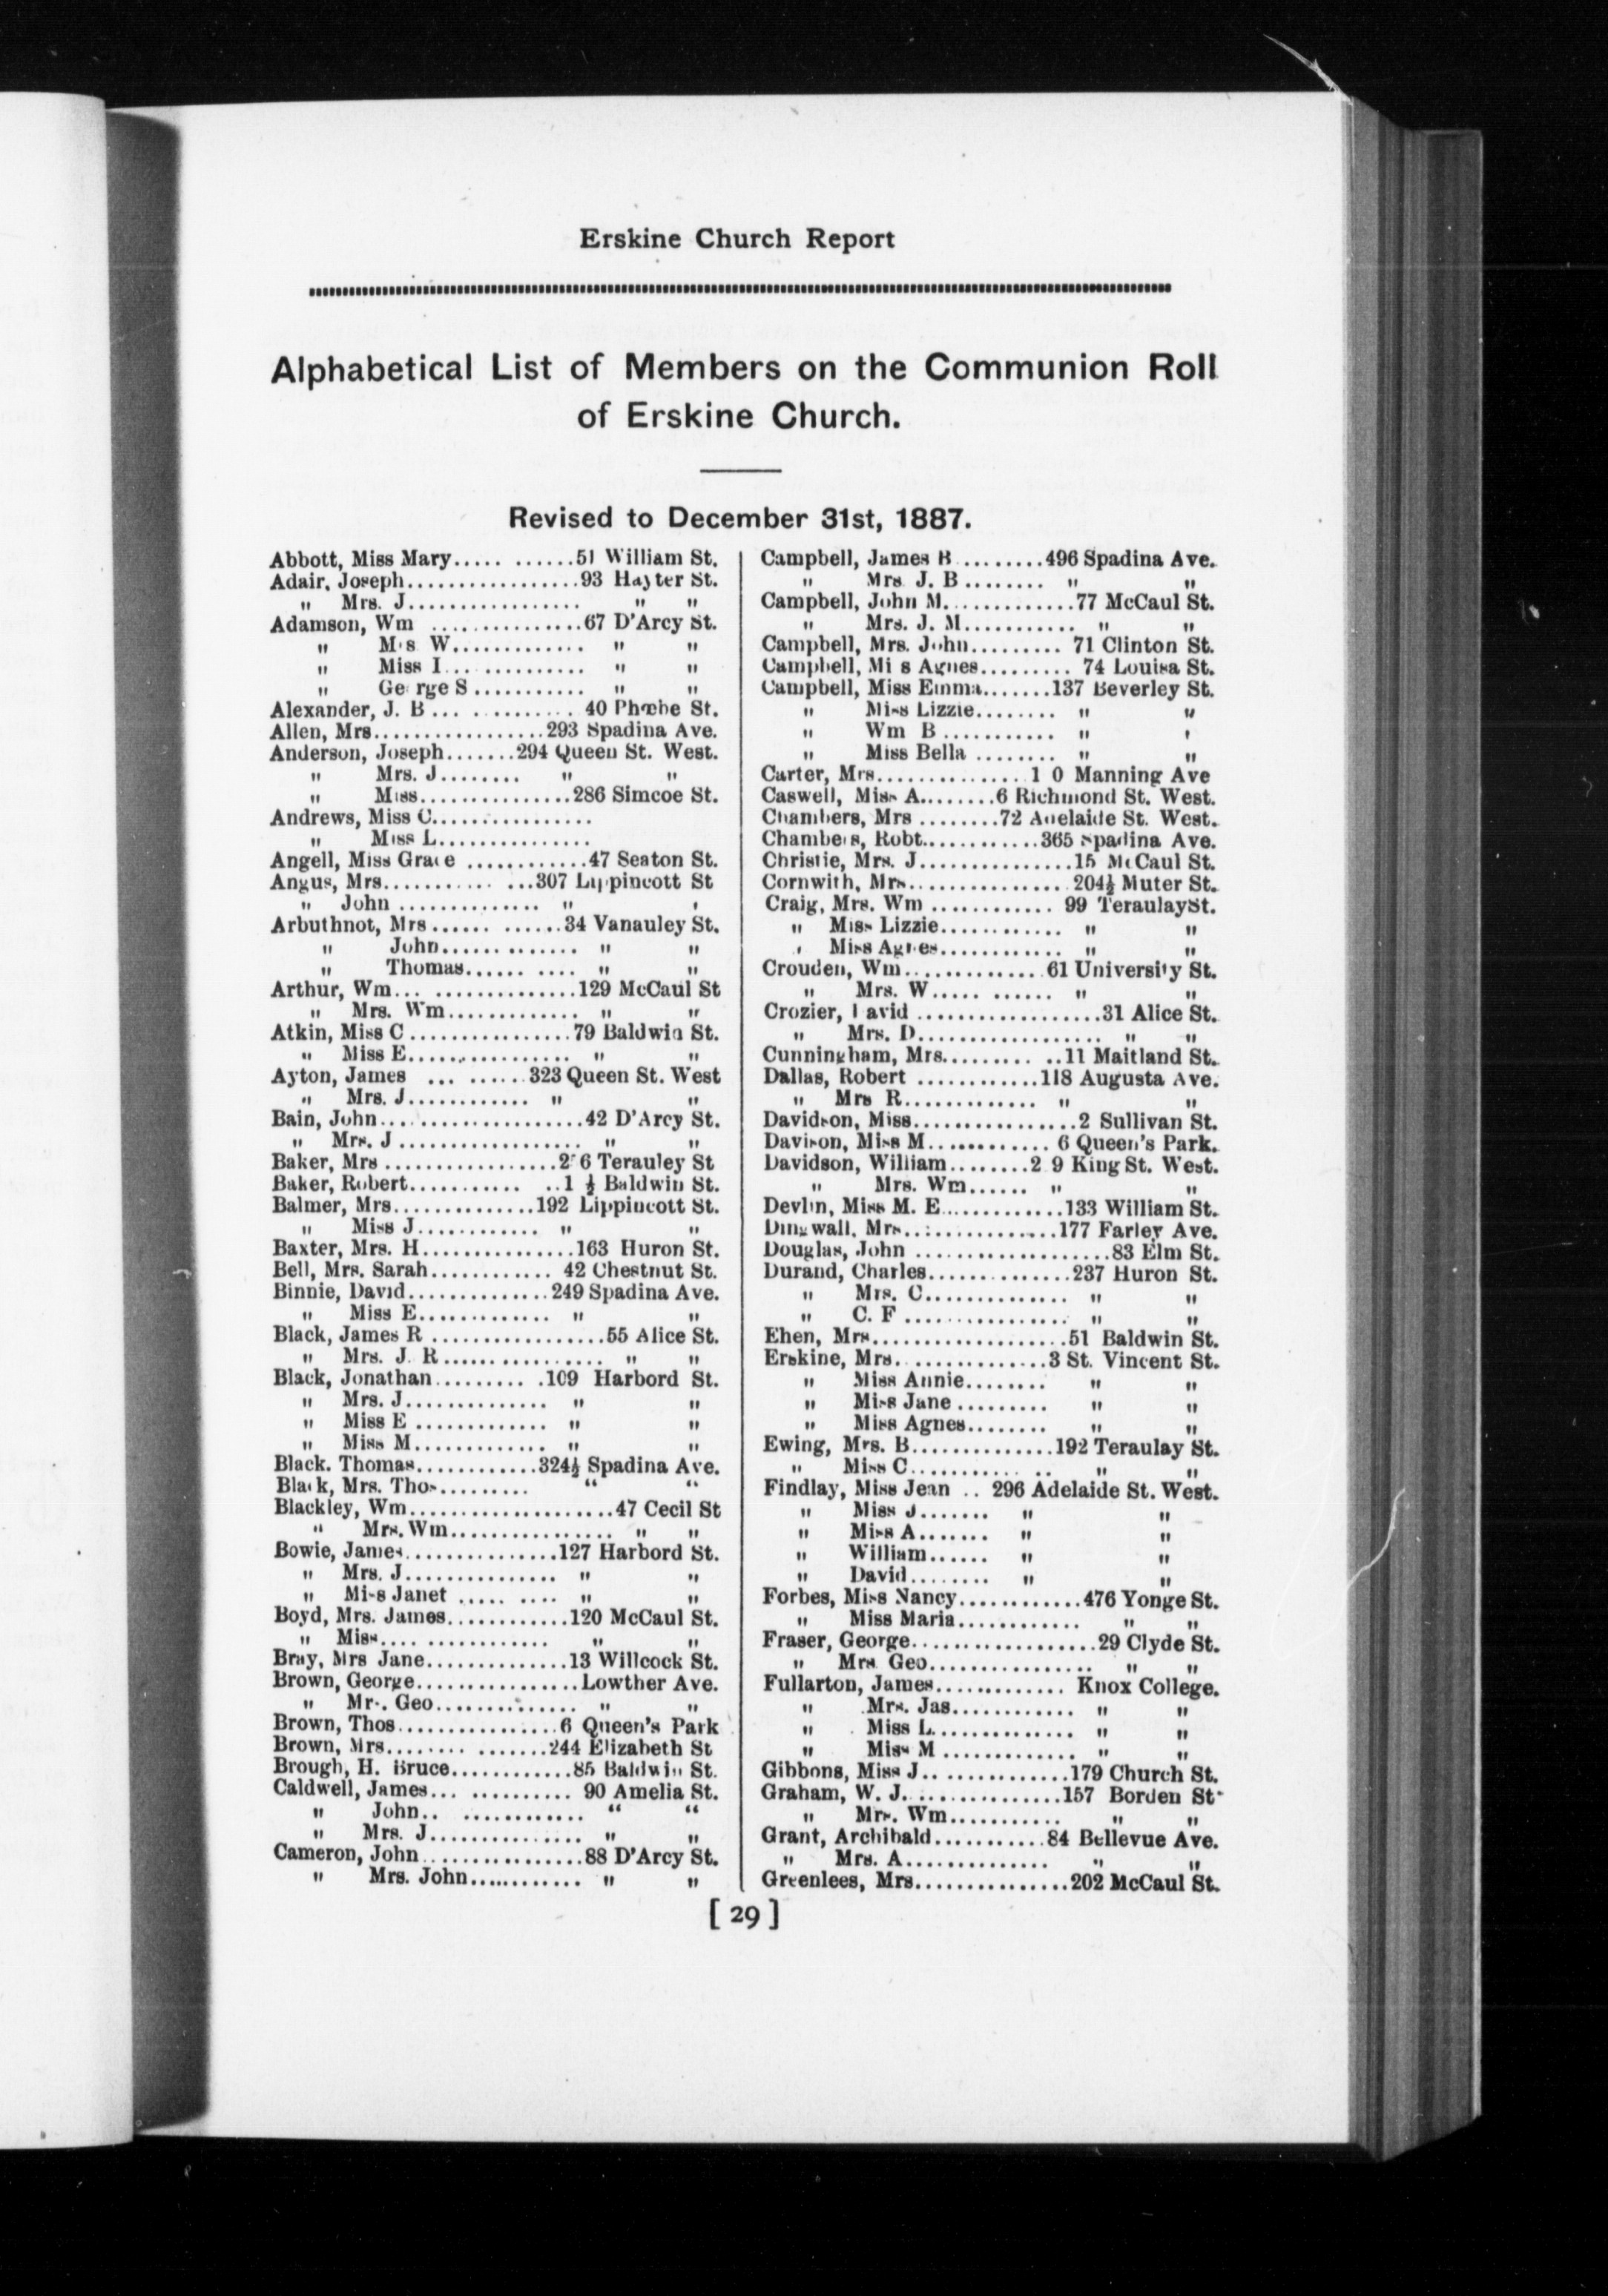 Erskine Church Report
Alphabetical List of Members on the Communion Roll
of Erskine Church.
Revised to December 31st, 1887.
Abbott, Miss Mary..... ......51 William St.
Adair, Joseph.................93 Hayter St.
" Mrs. J................. " "
Adamson, Wm ...............67 D'Arcy St.
" M s W............. " "
" Miss I.............. " "
" Ge rge S ........... " "
Alexander, J. B ... ............ 40 Phœbe St.
Allen, Mrs.................293 Spadina Ave.
Anderson, Joseph.......294 Queen St. West.
" Mrs. J........ " "
" Miss...............286 Simcoe St.
Andrews, Miss C................
" Miss L...............
Angell, Miss Grace ............47 Seaton St.
Angus, Mrs........... ...307 Lippincott St
" John .............. " '
Arbuthnot, Mrs ...... ......34 Vanauley St.
" John.............. " "
" Thomas...... .... " "
Arthur, Wm... ..............129 McCaul St
" Mrs. Wm............. " "
Atkin, Miss C ................79 Baldwin St.
" Miss E................ " "
Ayton, James ... ......323 Queen St. West
" Mrs. J............ " "
Bain, John....................42 D'Arcy St.
" Mrs. J .................. " "
Baker, Mrs .................2 6 Terauley St
Baker, Robert........... ..1 ½ Baldwin St.
Balmer, Mrs..............192 Lippincott St.
" Miss J............ " "
Baxter, Mrs. H...............163 Huron St.
Bell, Mrs. Sarah............ 42 Chestnut St.
Binnie, David..............249 Spadina Ave.
" Miss E............. " "
Black, James R .................55 Alice St.
" Mrs. J. R................ " "
Black, Jonathan......... .109 Harbord St.
" Mrs. J.............. " "
" Miss E ............. " "
" Miss M............. " "
Black. Thomas............324½ Spadina Ave.
Black, Mrs. Thos......... “ “
Blackley, Wm....................47 Cecil St
" Mrs. Wm................ " "
Bowie, James...............127 Harbord St.
" Mrs. J............... " "
" Miss Janet ..... .... " "
Boyd, Mrs. James............120 McCaul St.
" Miss.... ............ " "
Bray, Mrs Jane..............13 Willcock St.
Brown, George................Lowther Ave.
" Mrs. Geo.............. " "
Brown, Thos................6 Queen's Park
Brown, Mrs........ .......244 Elizabeth St
Brough, H. Bruce............85 Baldwin St.
Caldwell, James... ........... 90 Amelia St.
" John.. ............ “ “
" Mrs. J............... " "
Cameron, John................88 D'Arcy St.
" Mrs. John............ " "
Campbell, James B .........496 Spadina Ave.
" Mrs. J. B ........ " "
Campbell, John M.............77 McCaul St.
" Mrs. J. M........... " "
Campbell, Mrs. John......... 71 Clinton St.
Campbell, Mi s Agnes......... 74 Louisa St.
Campbell, Miss Emma.......137 Beverley St.
" Miss Lizzie........ " "
" Wm B ........... " '
" Miss Bella ........ " "
Carter, Mrs...............1 0 Manning Ave
Caswell, Miss A........6 Richmond St. West.
Chambers, Mrs ........72 Adelaide St. West.
Chambers, Robt............365 Spadina Ave.
Christie, Mrs. J...............15 McCaul St.
Cornwith, Mrs............... 204½ Muter St.
Craig, Mrs. Wm ............ 99 TeraulaySt.
" Miss Lizzie............ " "
" Miss Agnes............ " "
Crouden, Wm..............61 University St.
" Mrs. W..... ...... " "
Crozier, David ..................31 Alice St.
" Mrs. D.................. " "
Cunningham, Mrs......... ..11 Maitland St.
Dallas, Robert ............118 Augusta Ave.
" Mrs R............. " "
Davidson, Miss................2 Sullivan St.
Davison, Miss M............ 6 Queen's Park.
Davidson, William........2 9 King St. West.
" Mrs. Wm...... " "
Devlin, Miss M. E............133 William St.
Dingwall, Mrs...............177 Farley Ave.
Douglas, John ...................83 Elm St.
Durand, Charles..............237 Huron St.
" Mrs. C.............. " "
" C. F ................ " "
Ehen, Mrs...................51 Baldwin St.
Erskine, Mrs. .............3 St. Vincent St.
" Miss Annie........ " "
" Miss Jane ......... " "
" Miss Agnes........ " "
Ewing, Mrs. B..............192 Teraulay St.
" Miss C........... .. " "
Findlay, Miss Jean .. 296 Adelaide St. West.
" Miss J....... " "
" Miss A....... " "
" William...... " "
" David........ " "
Forbes, Miss Nancy............476 Yonge St.
" Miss Maria............ " "
Fraser, George..................29 Clyde St.
" Mrs. Geo................ " "
Fullarton, James............. Knox College.
" Mrs. Jas............ " "
" Miss L.............. " "
" Miss M ............. " "
Gibbons, Miss J.. .............179 Church St.
Graham, W. J................157 Borden St.
" Mrs. Wm........... " "
Grant, Archibald...........84 Bellevue Ave.
" Mrs. A.............. " "
Greenlees, Mrs...............202 McCaul St.
[ 29 ]